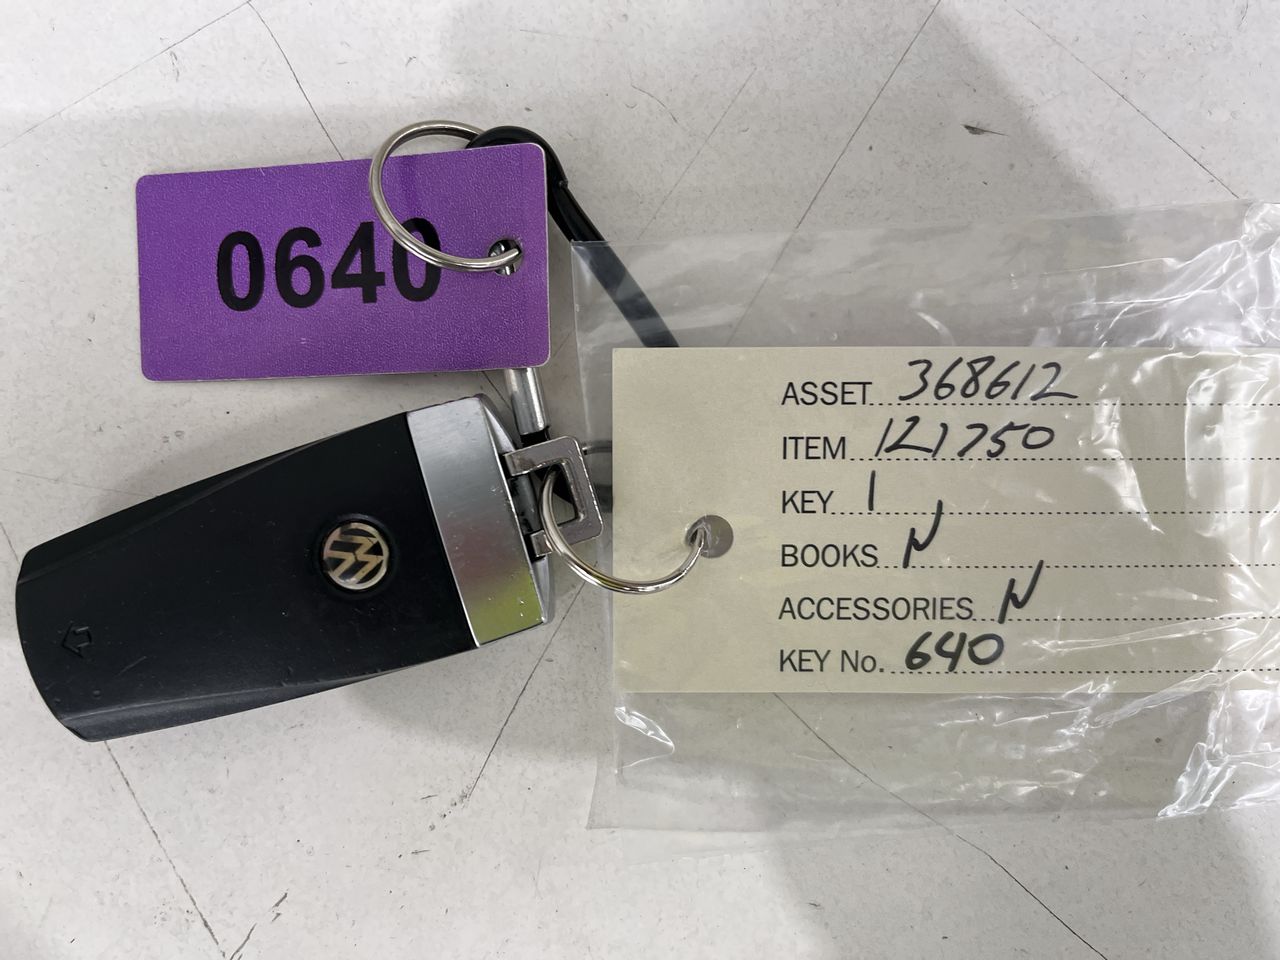 0640
ASSET 368612
ITEM 121750
KEY 1
BOOKS N
ACCESSORIES N
KEY No. 640